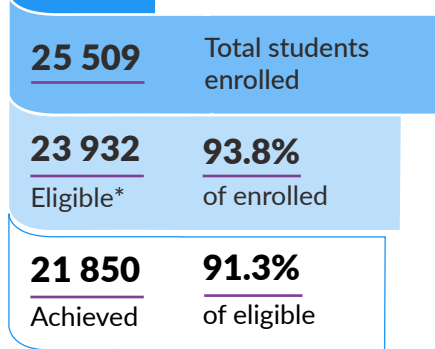 25 509 Total students
enrolled
23 932 93.8%
Eligible* of enrolled
21 850 91.3%
Achieved of eligible